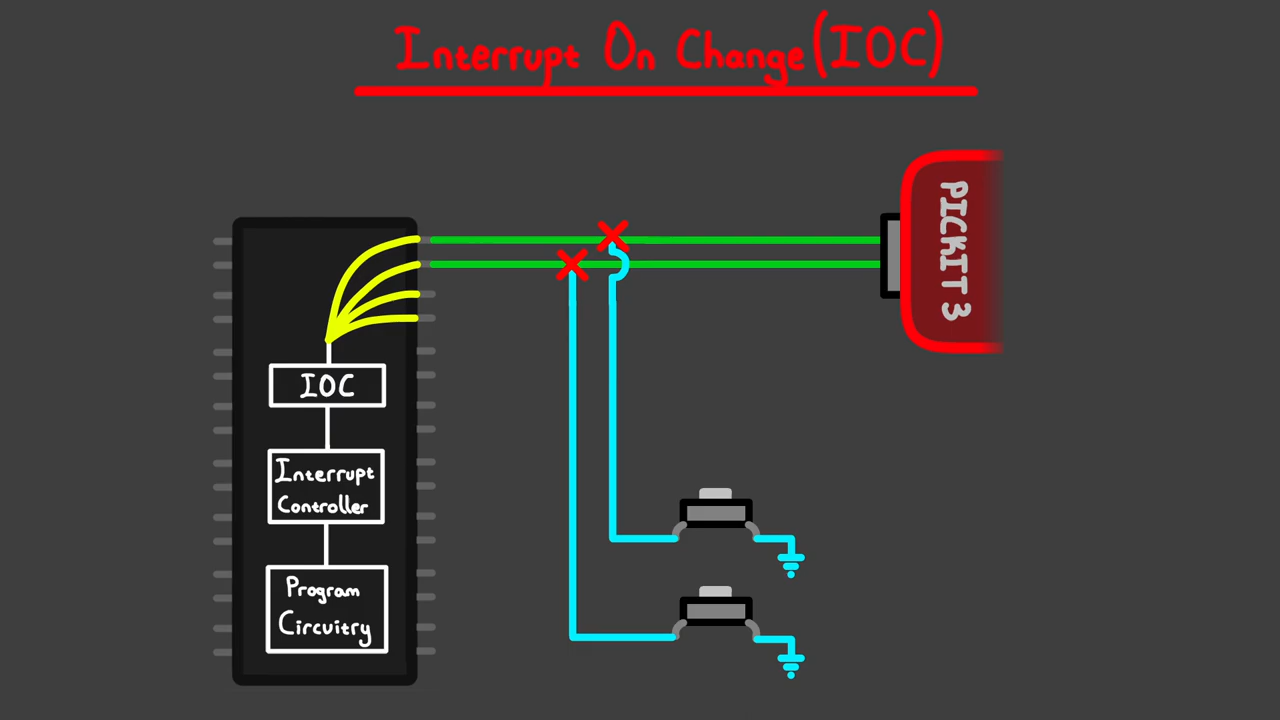 Interrupt On Change (IOC)
PICKIT 3
IOC
Interrupt
Controller
Program
Circuitry